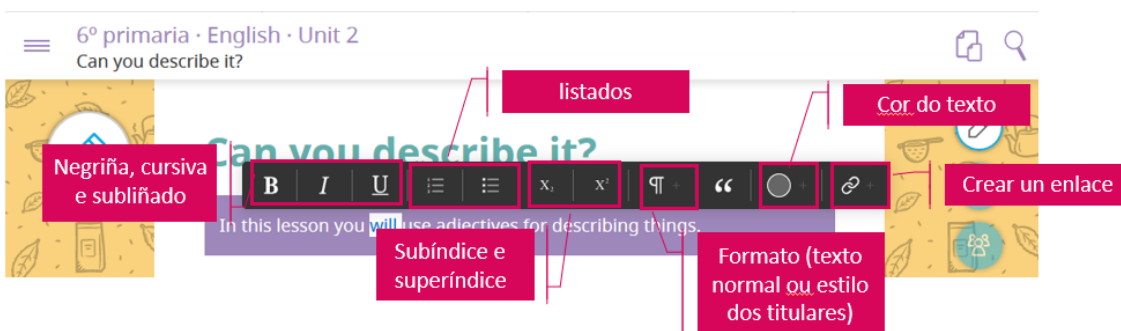 6º primaria · English · Unit 2
Can you describe it?
listados
Cor do texto
Can you describe it?
Negriña, cursiva
e subliñado
B I U X₂ X² ¶ + “ + +
Crear un enlace
In this lesson you will use adjectives for describing things.
Subíndice e
superíndice
Formato (texto
normal ou estilo
dos titulares)